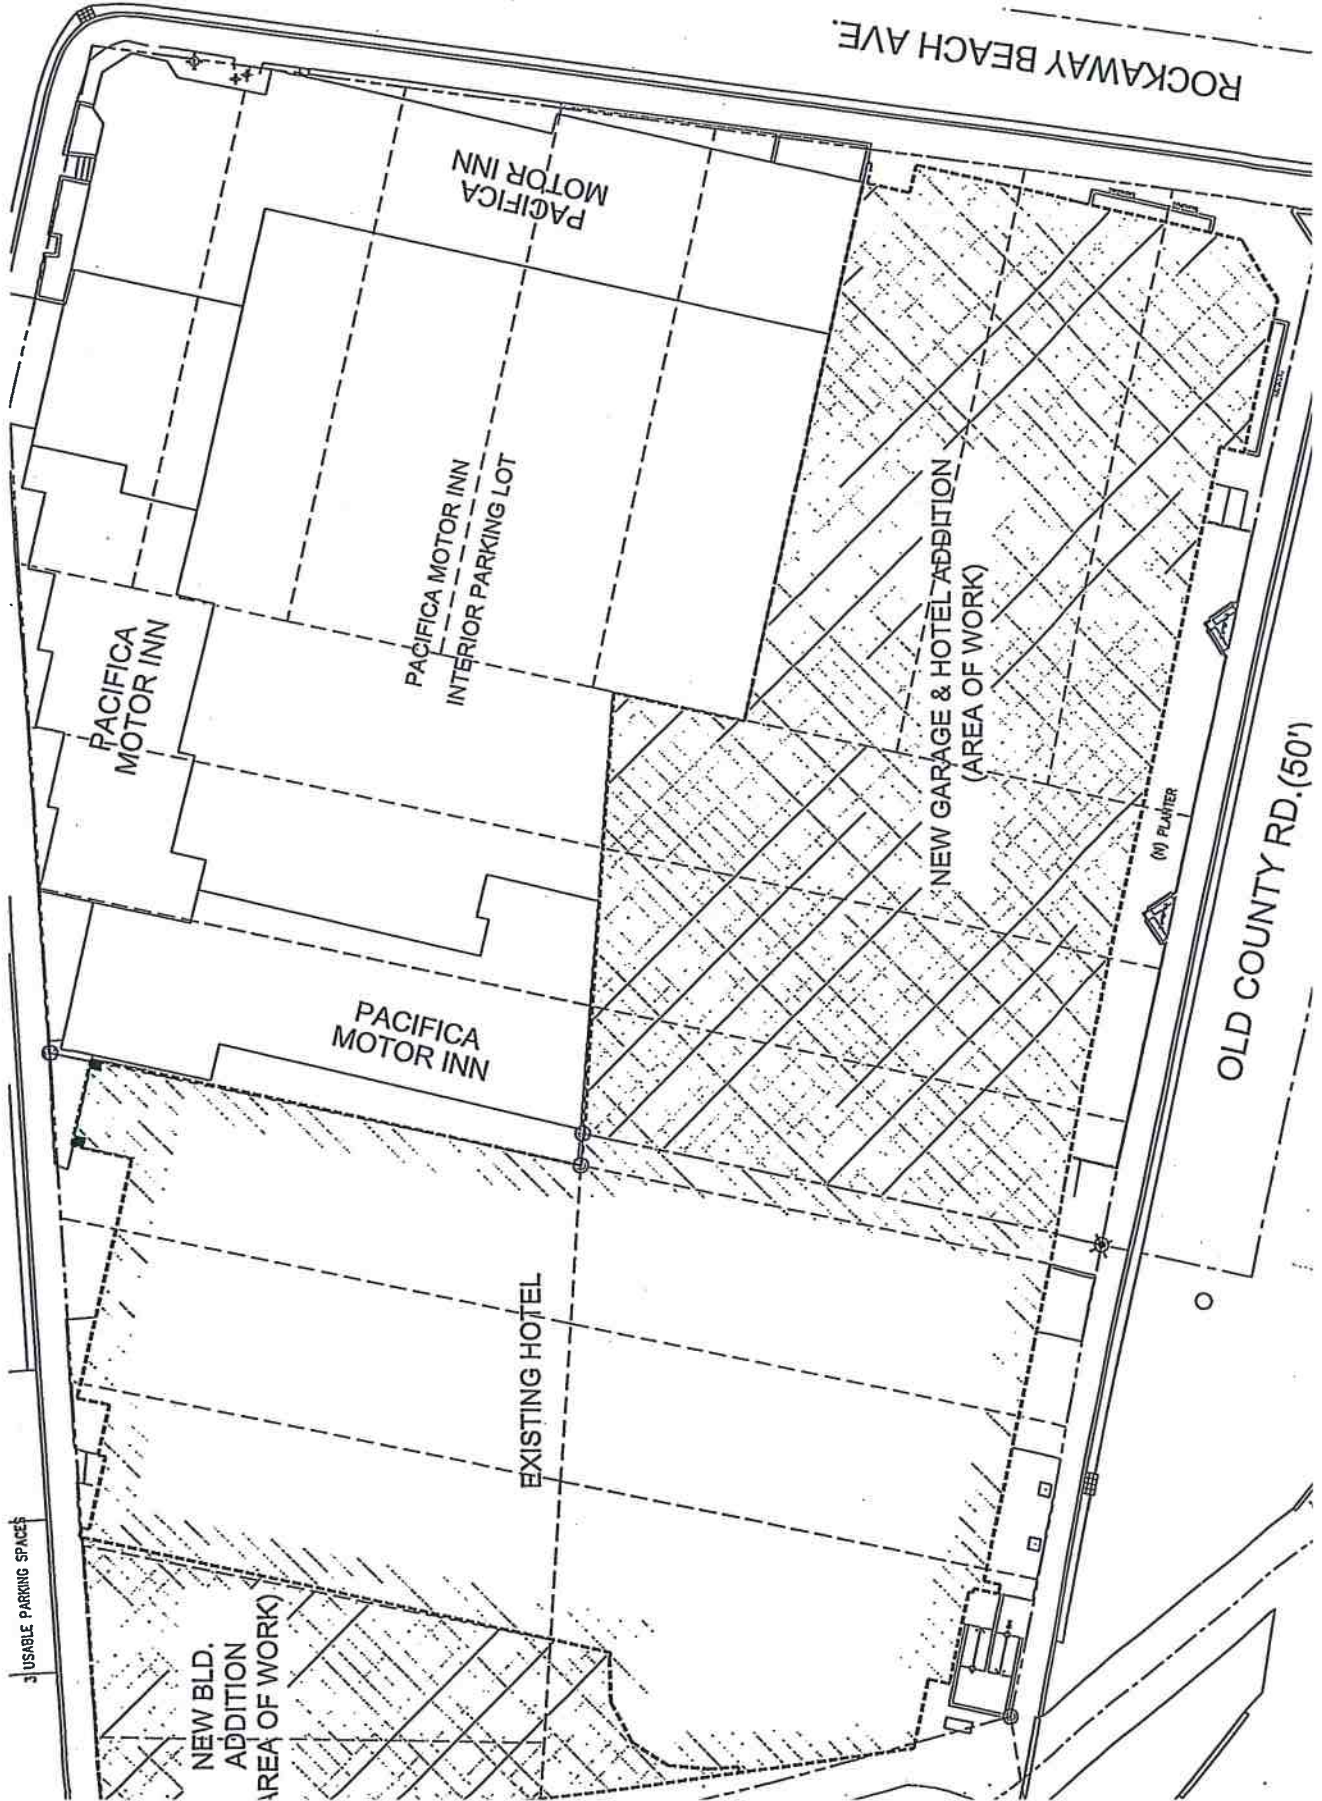 ROCKAWAY BEACH AVE.
PACIFICA
MOTOR INN
PACIFICA MOTOR INN
INTERIOR PARKING LOT
PACIFICA
MOTOR INN
NEW GARAGE & HOTEL ADDITION
(AREA OF WORK)
(N) PLANTER
OLD COUNTY RD.(50')
PACIFICA
MOTOR INN
EXISTING HOTEL
3 USABLE PARKING SPACES
NEW BLD.
ADDITION
AREA OF WORK)